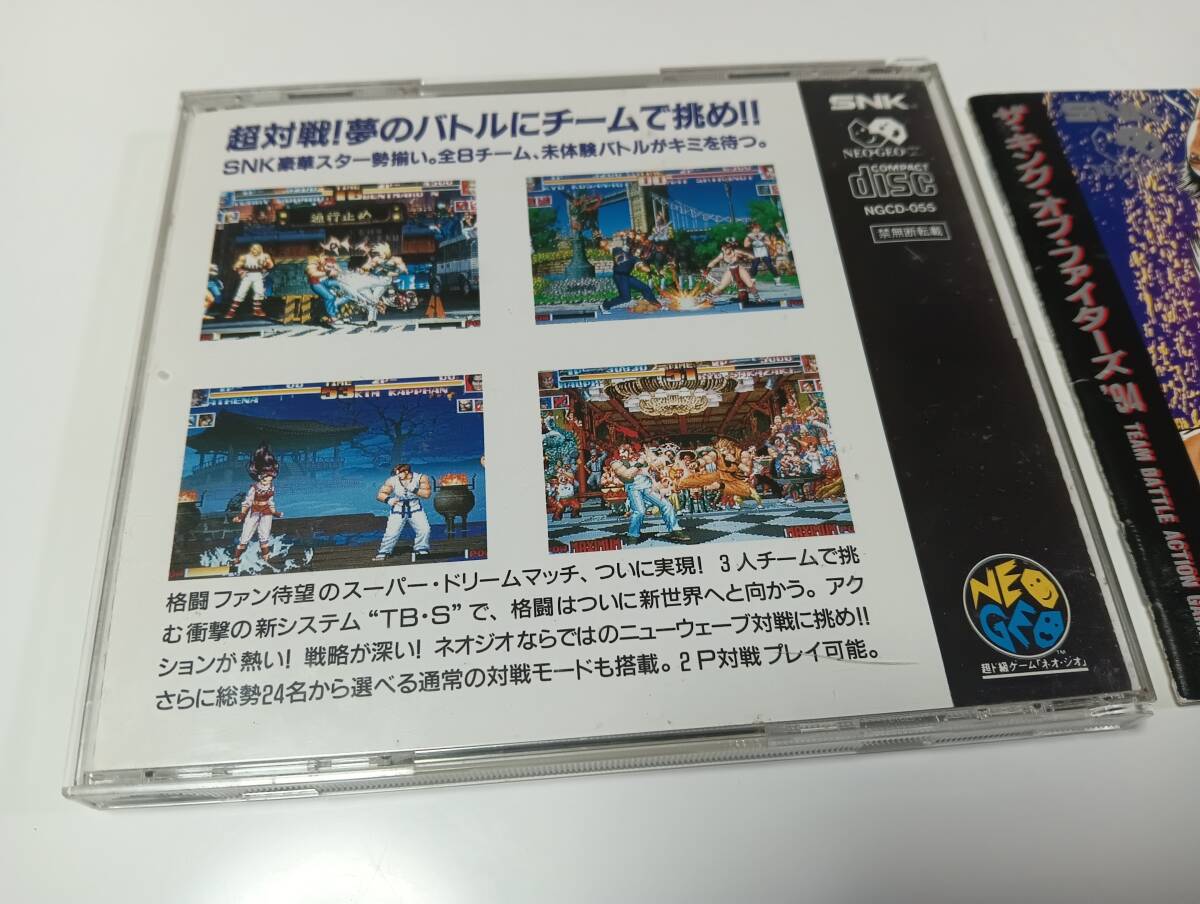 超対戦!夢のバトルにチームで挑め!!
SNK豪華スター勢揃い。全8チーム、未体験バトルがキミを待つ。
ATHENA
KIM KAPPHAN
MAXIMUM
MAXIMUM
格闘ファン待望のスーパー・ドリームマッチ、ついに実現! 3人チームで挑
む衝撃の新システム“TB・S”で、格闘はついに新世界へと向かう。アク
ションが熱い! 戦略が深い! ネオジオならではのニューウェーブ対戦に挑め!!
さらに総勢24名から選べる通常の対戦モードも搭載。2P対戦プレイ可能。
SNK
NEO・GEO
COMPACT
disc
NGCD-055
禁無断転載
NEO
GEO
TM
超ド級ゲーム「ネオ・ジオ」
SNK
ザ・キング・オブ・ファイターズ'94 TEAM BATTLE ACTION